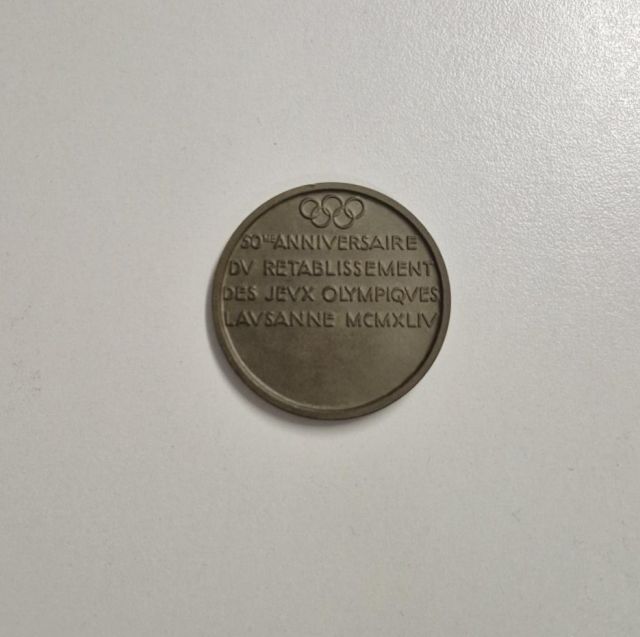 50ME ANNIVERSAIRE
DV RETABLISSEMENT
DES JEVX OLYMPIQVES
LAVSANNE MCMXLIV